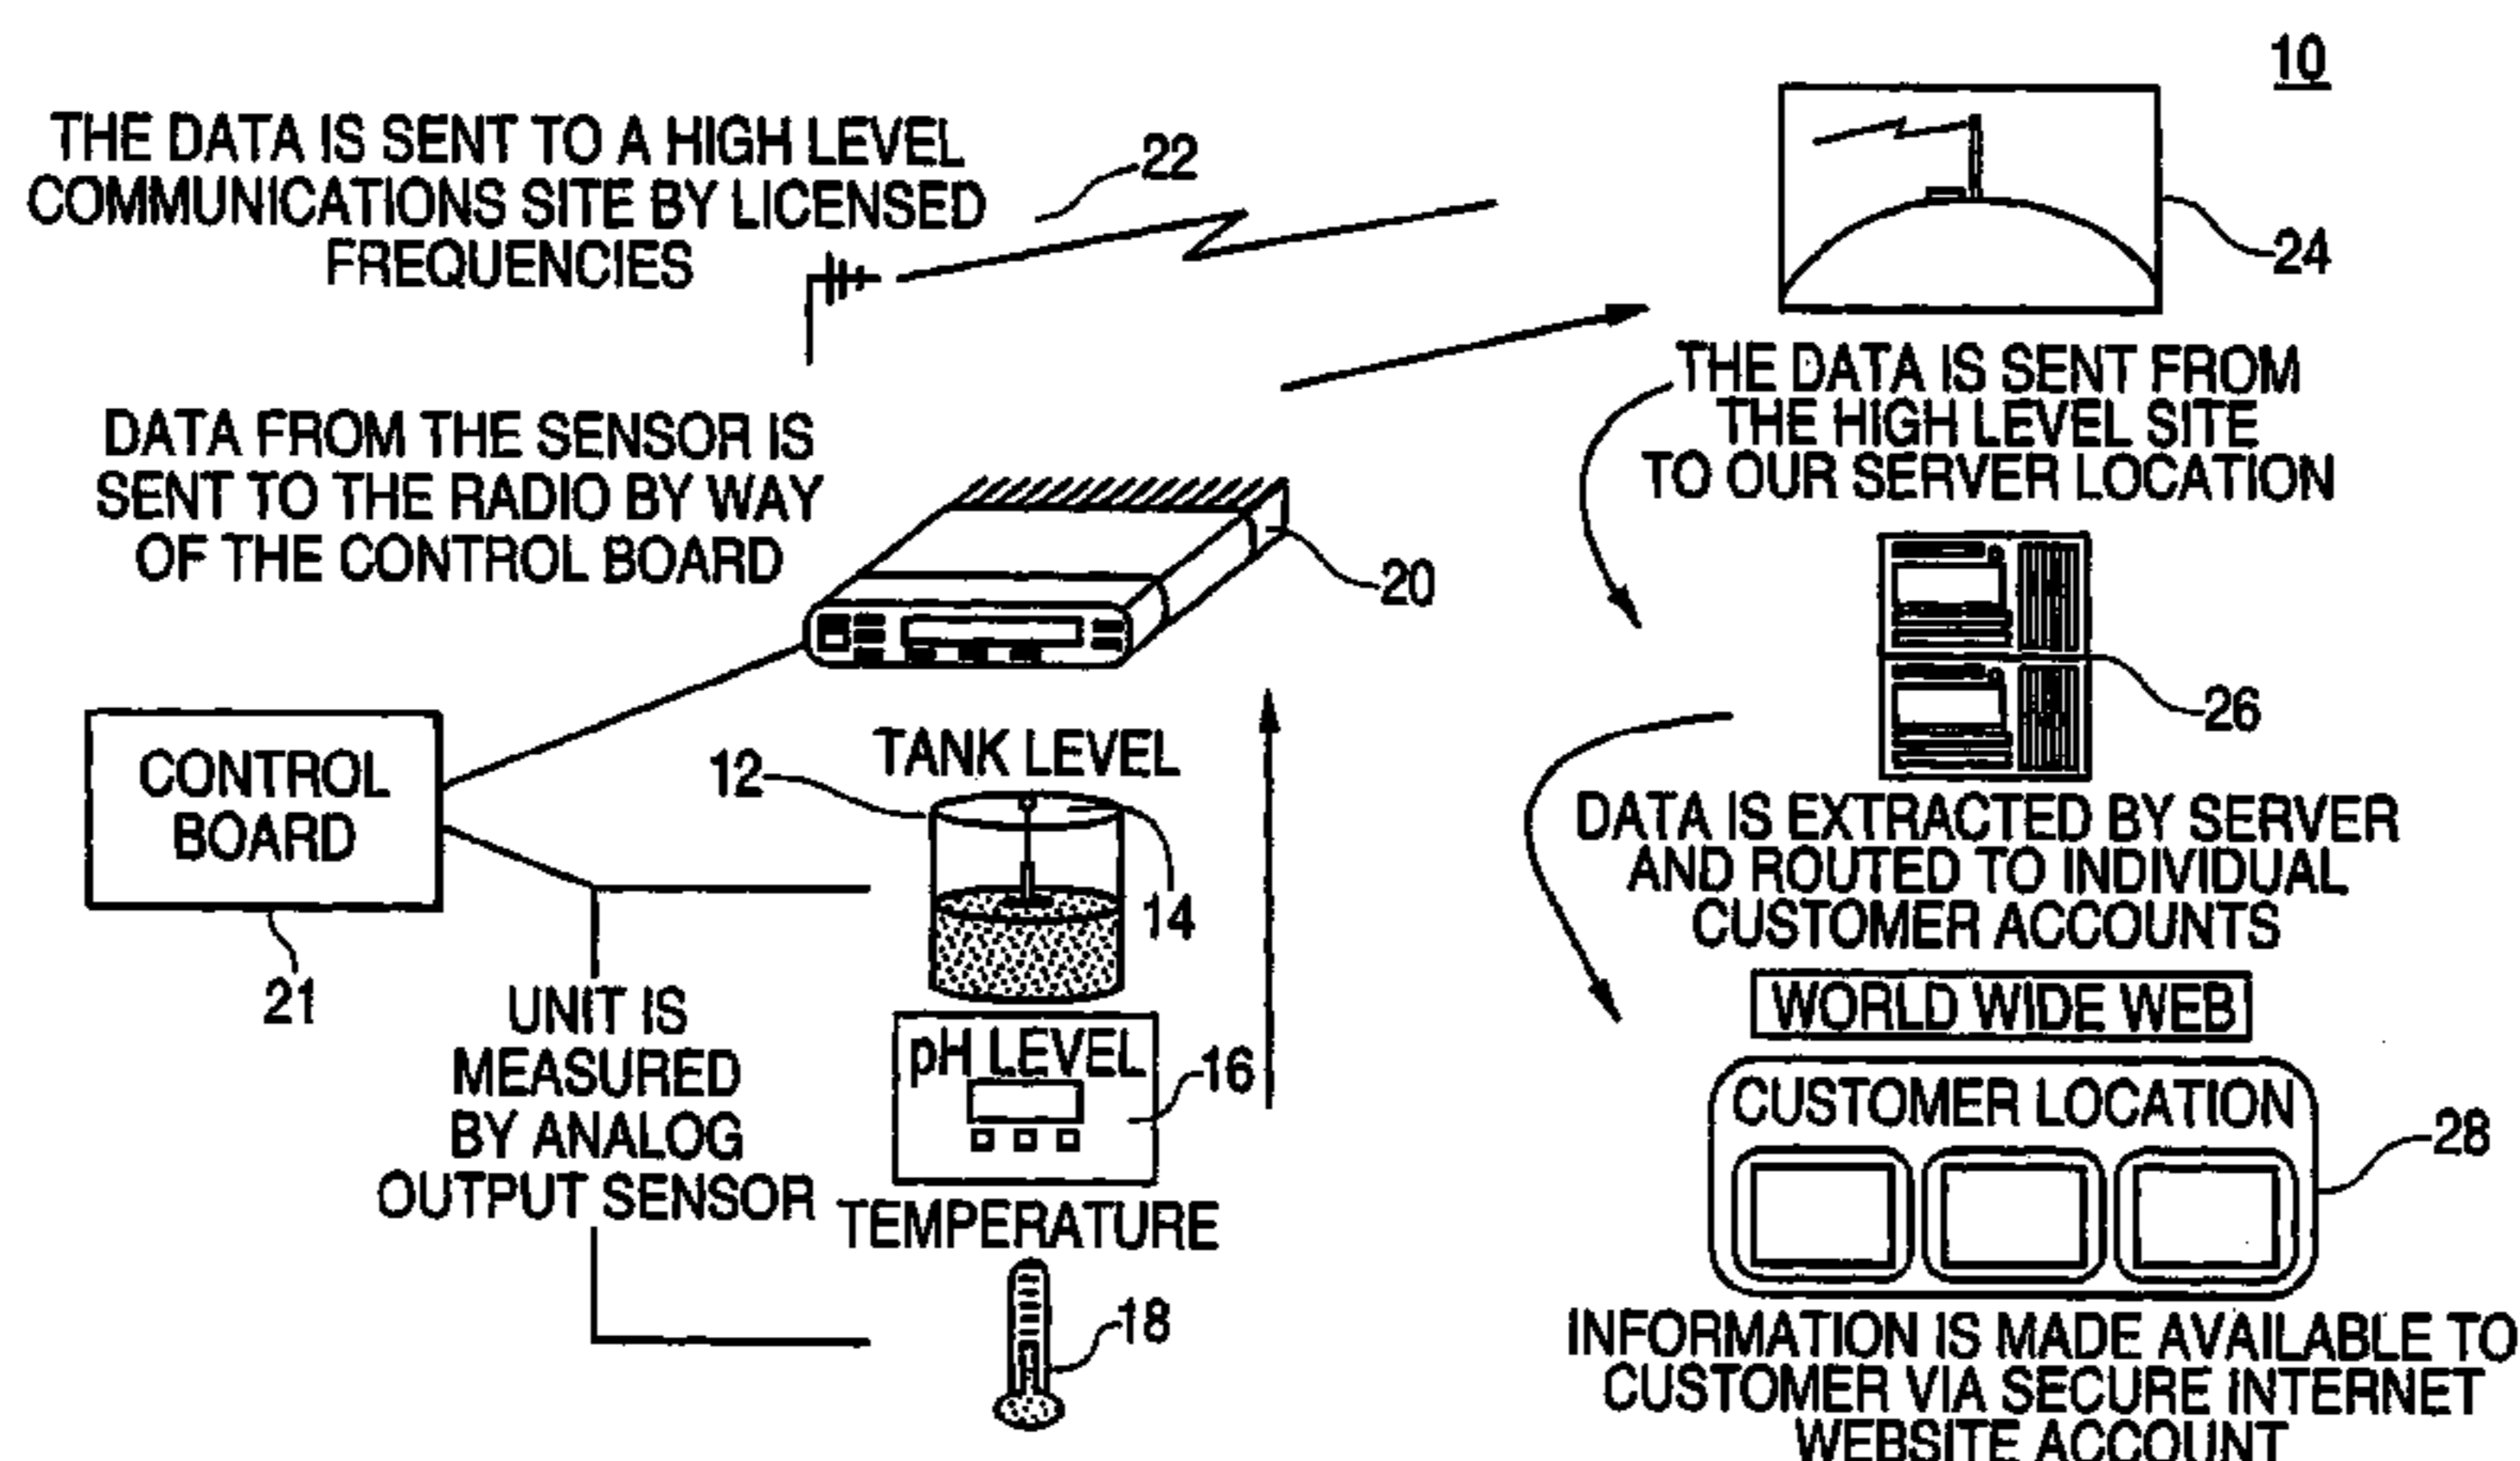 10
THE DATA IS SENT TO A HIGH LEVEL
COMMUNICATIONS SITE BY LICENSED
FREQUENCIES
22
24
DATA FROM THE SENSOR IS
SENT TO THE RADIO BY WAY
OF THE CONTROL BOARD
20
CONTROL
BOARD
21
12
TANK LEVEL
14
UNIT IS
MEASURED
BY ANALOG
OUTPUT SENSOR
pH LEVEL
16
TEMPERATURE
18
THE DATA IS SENT FROM
THE HIGH LEVEL SITE
TO OUR SERVER LOCATION
26
DATA IS EXTRACTED BY SERVER
AND ROUTED TO INDIVIDUAL
CUSTOMER ACCOUNTS
WORLD WIDE WEB
CUSTOMER LOCATION
28
INFORMATION IS MADE AVAILABLE TO
CUSTOMER VIA SECURE INTERNET
WEBSITE ACCOUNT